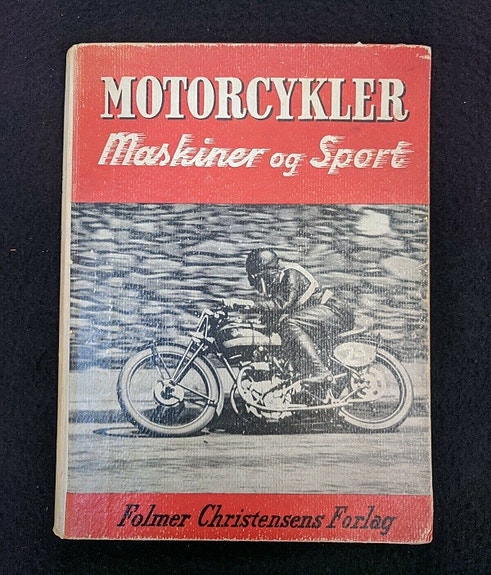 MOTORCYKLER
Maskiner og Sport
Folmer Christensens Forlag